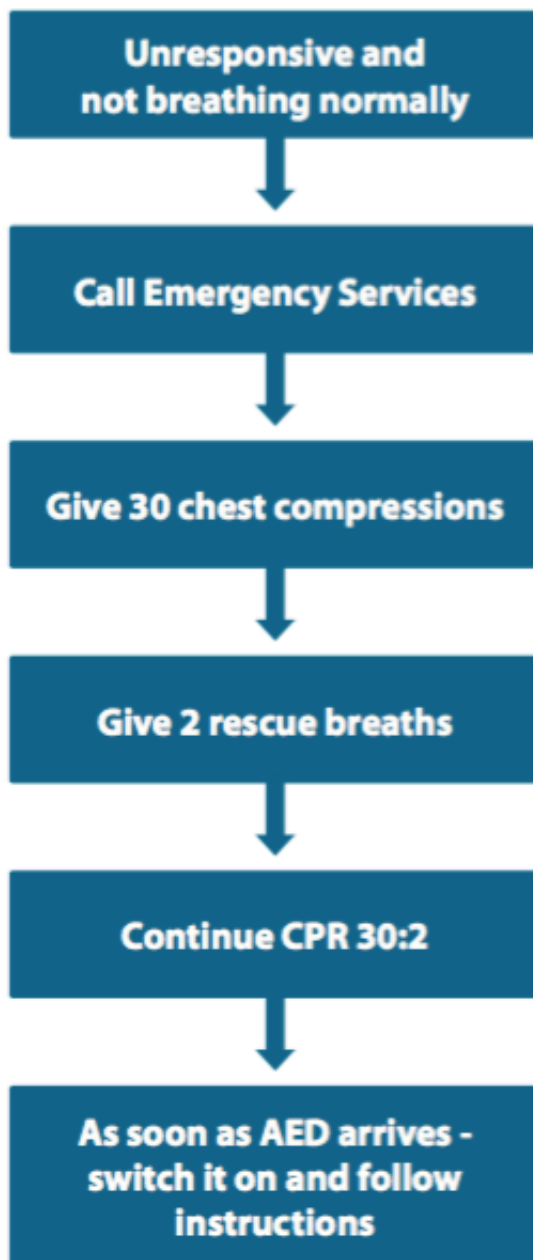 Unresponsive and
not breathing normally
Call Emergency Services
Give 30 chest compressions
Give 2 rescue breaths
Continue CPR 30:2
As soon as AED arrives -
switch it on and follow
instructions